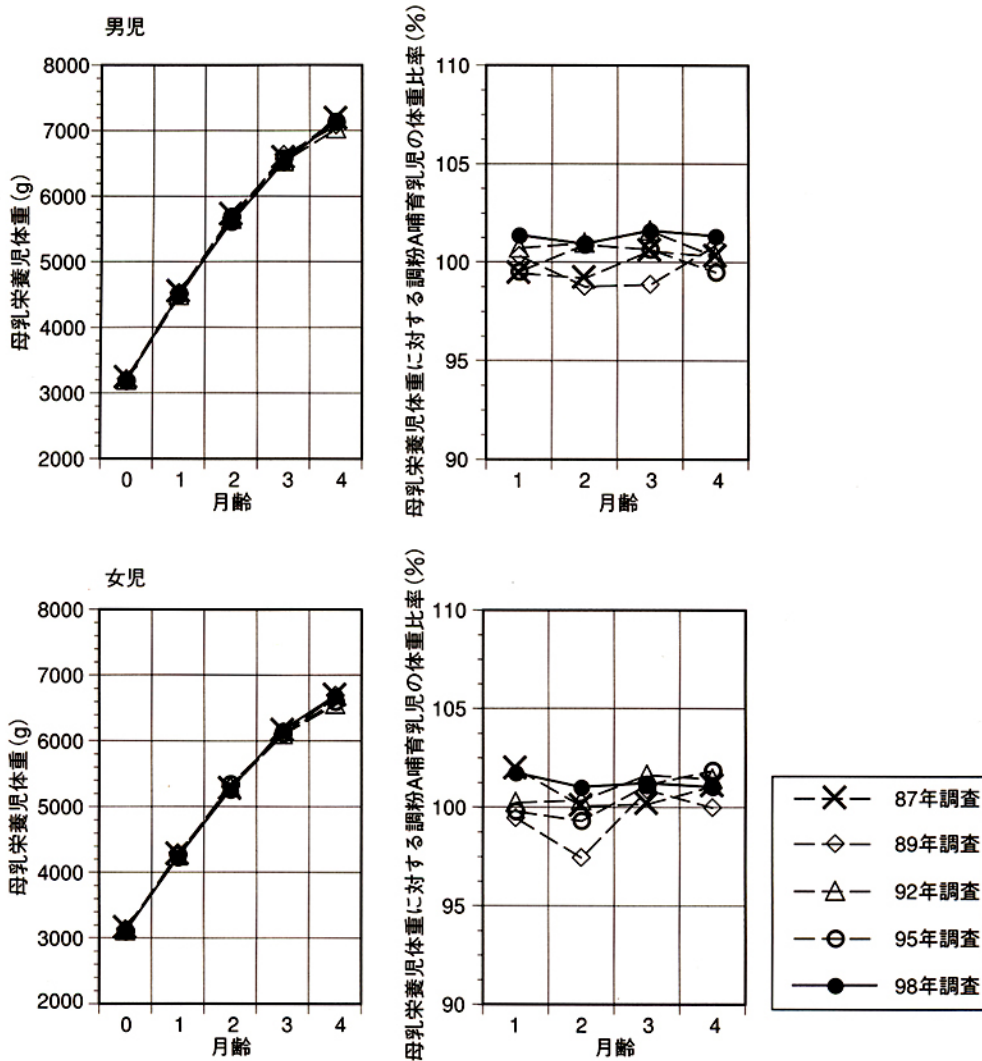 男児
母乳栄養児体重(g)
8000
7000
6000
5000
4000
3000
2000
0 1 2 3 4
月齢
母乳栄養児体重に対する調粉A哺育乳児の体重比率(%)
110
105
100
95
90
1 2 3 4
月齢
女児
母乳栄養児体重(g)
8000
7000
6000
5000
4000
3000
2000
0 1 2 3 4
月齢
母乳栄養児体重に対する調粉A哺育乳児の体重比率(%)
110
105
100
95
90
1 2 3 4
月齢
87年調査
89年調査
92年調査
95年調査
98年調査